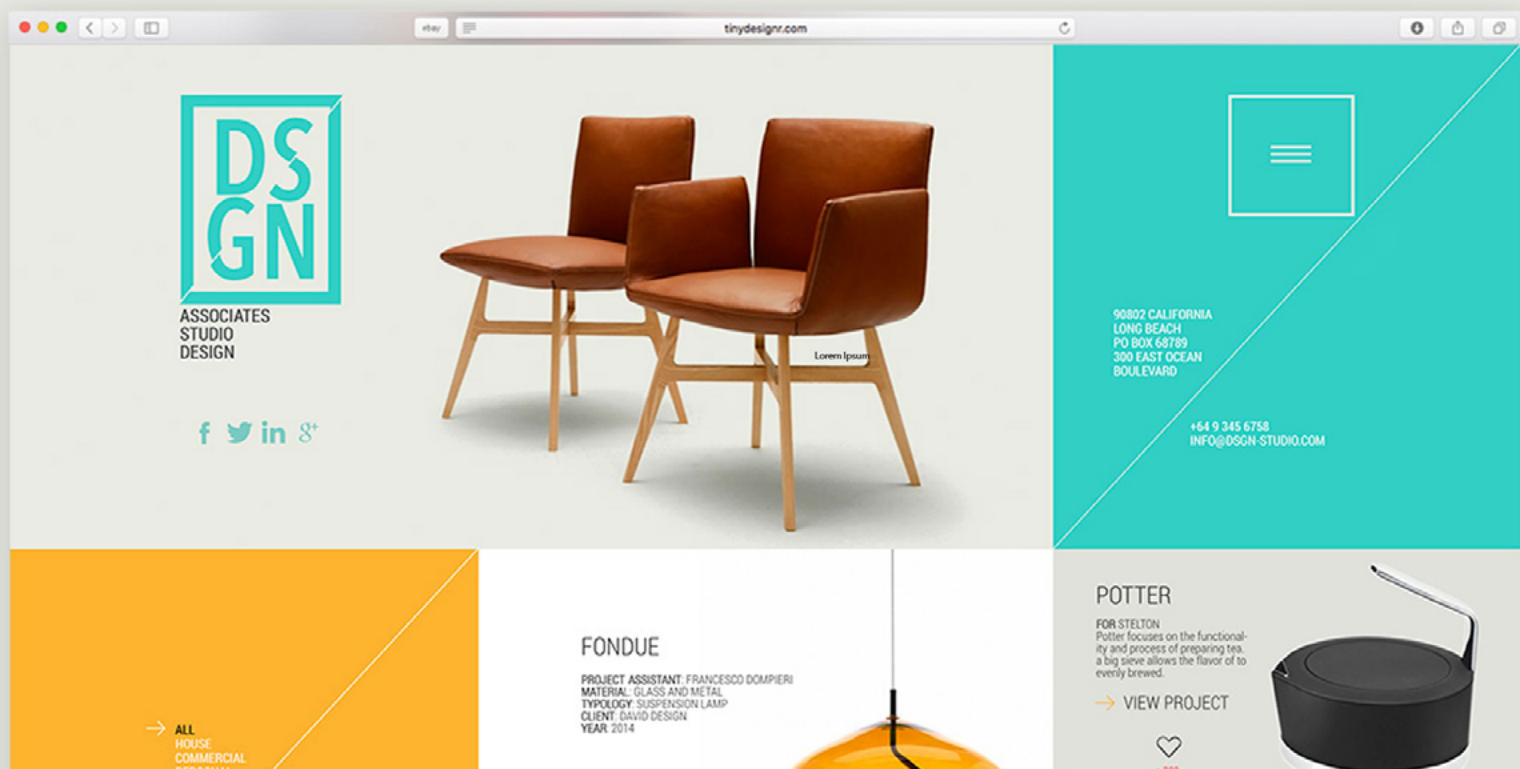 ebay
tinydesignr.com
DS
GN
ASSOCIATES
STUDIO
DESIGN
Lorem Ipsum
90802 CALIFORNIA
LONG BEACH
PO BOX 68789
300 EAST OCEAN
BOULEVARD
+64 9 345 6758
INFO@DSGN-STUDIO.COM
ALL
HOUSE
COMMERCIAL
FONDUE
PROJECT ASSISTANT: FRANCESCO DOMPIERI
MATERIAL: GLASS AND METAL
TYPOLOGY: SUSPENSION LAMP
CLIENT: DAVID DESIGN
YEAR: 2014
POTTER
FOR STELTON
Potter focuses on the functional-
ity and process of preparing tea.
a big sieve allows the flavor of to
evenly brewed.
VIEW PROJECT